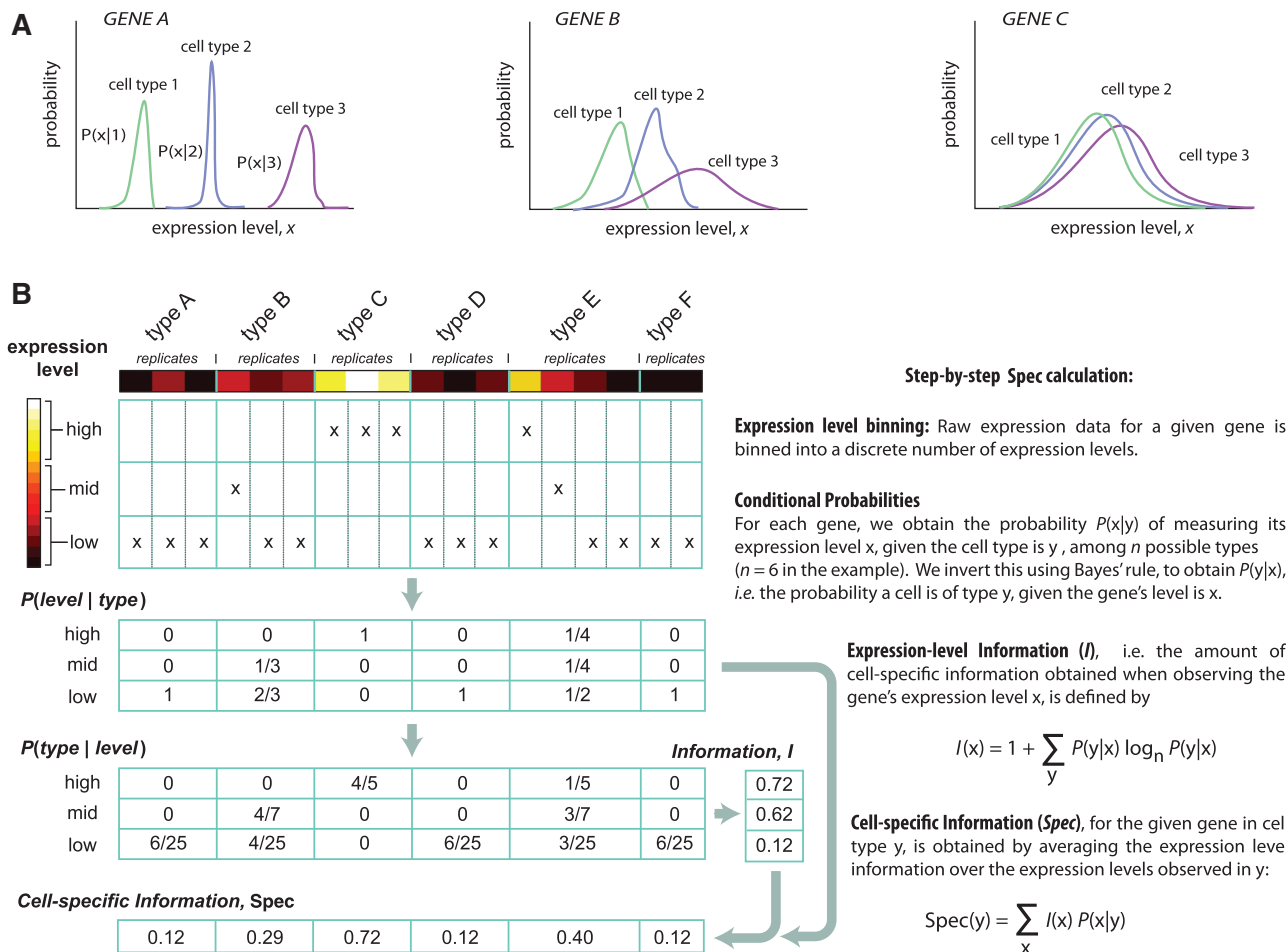 A
GENE A
probability
cell type 1
cell type 2
cell type 3
P(x|1)
P(x|2)
P(x|3)
expression level, x
GENE B
probability
cell type 1
cell type 2
cell type 3
expression level, x
GENE C
probability
cell type 1
cell type 2
cell type 3
expression level, x
B
type A
type B
type C
type D
type E
type F
expression
level
replicates I replicates I replicates I replicates I replicates I replicates
high
x x x x
mid
x x
low
x x x x x x x x x x x x
P(level | type)
high 0 0 1 0 1/4 0
mid 0 1/3 0 0 1/4 0
low 1 2/3 0 1 1/2 1
P(type | level)
Information, I
high 0 0 4/5 0 1/5 0 0.72
mid 0 4/7 0 0 3/7 0 0.62
low 6/25 4/25 0 6/25 3/25 6/25 0.12
Cell-specific Information, Spec
0.12 0.29 0.72 0.12 0.40 0.12
Step-by-step Spec calculation:
Expression level binning: Raw expression data for a given gene is
binned into a discrete number of expression levels.
Conditional Probabilities
For each gene, we obtain the probability P(x|y) of measuring its
expression level x, given the cell type is y , among n possible types
(n = 6 in the example). We invert this using Bayes' rule, to obtain P(y|x),
i.e. the probability a cell is of type y, given the gene's level is x.
Expression-level Information (I), i.e. the amount of
cell-specific information obtained when observing the
gene's expression level x, is defined by
I(x) = 1 + ∑ P(y|x) logn P(y|x)
y
Cell-specific Information (Spec), for the given gene in cel
type y, is obtained by averaging the expression leve
information over the expression levels observed in y:
Spec(y) = ∑ I(x) P(x|y)
x